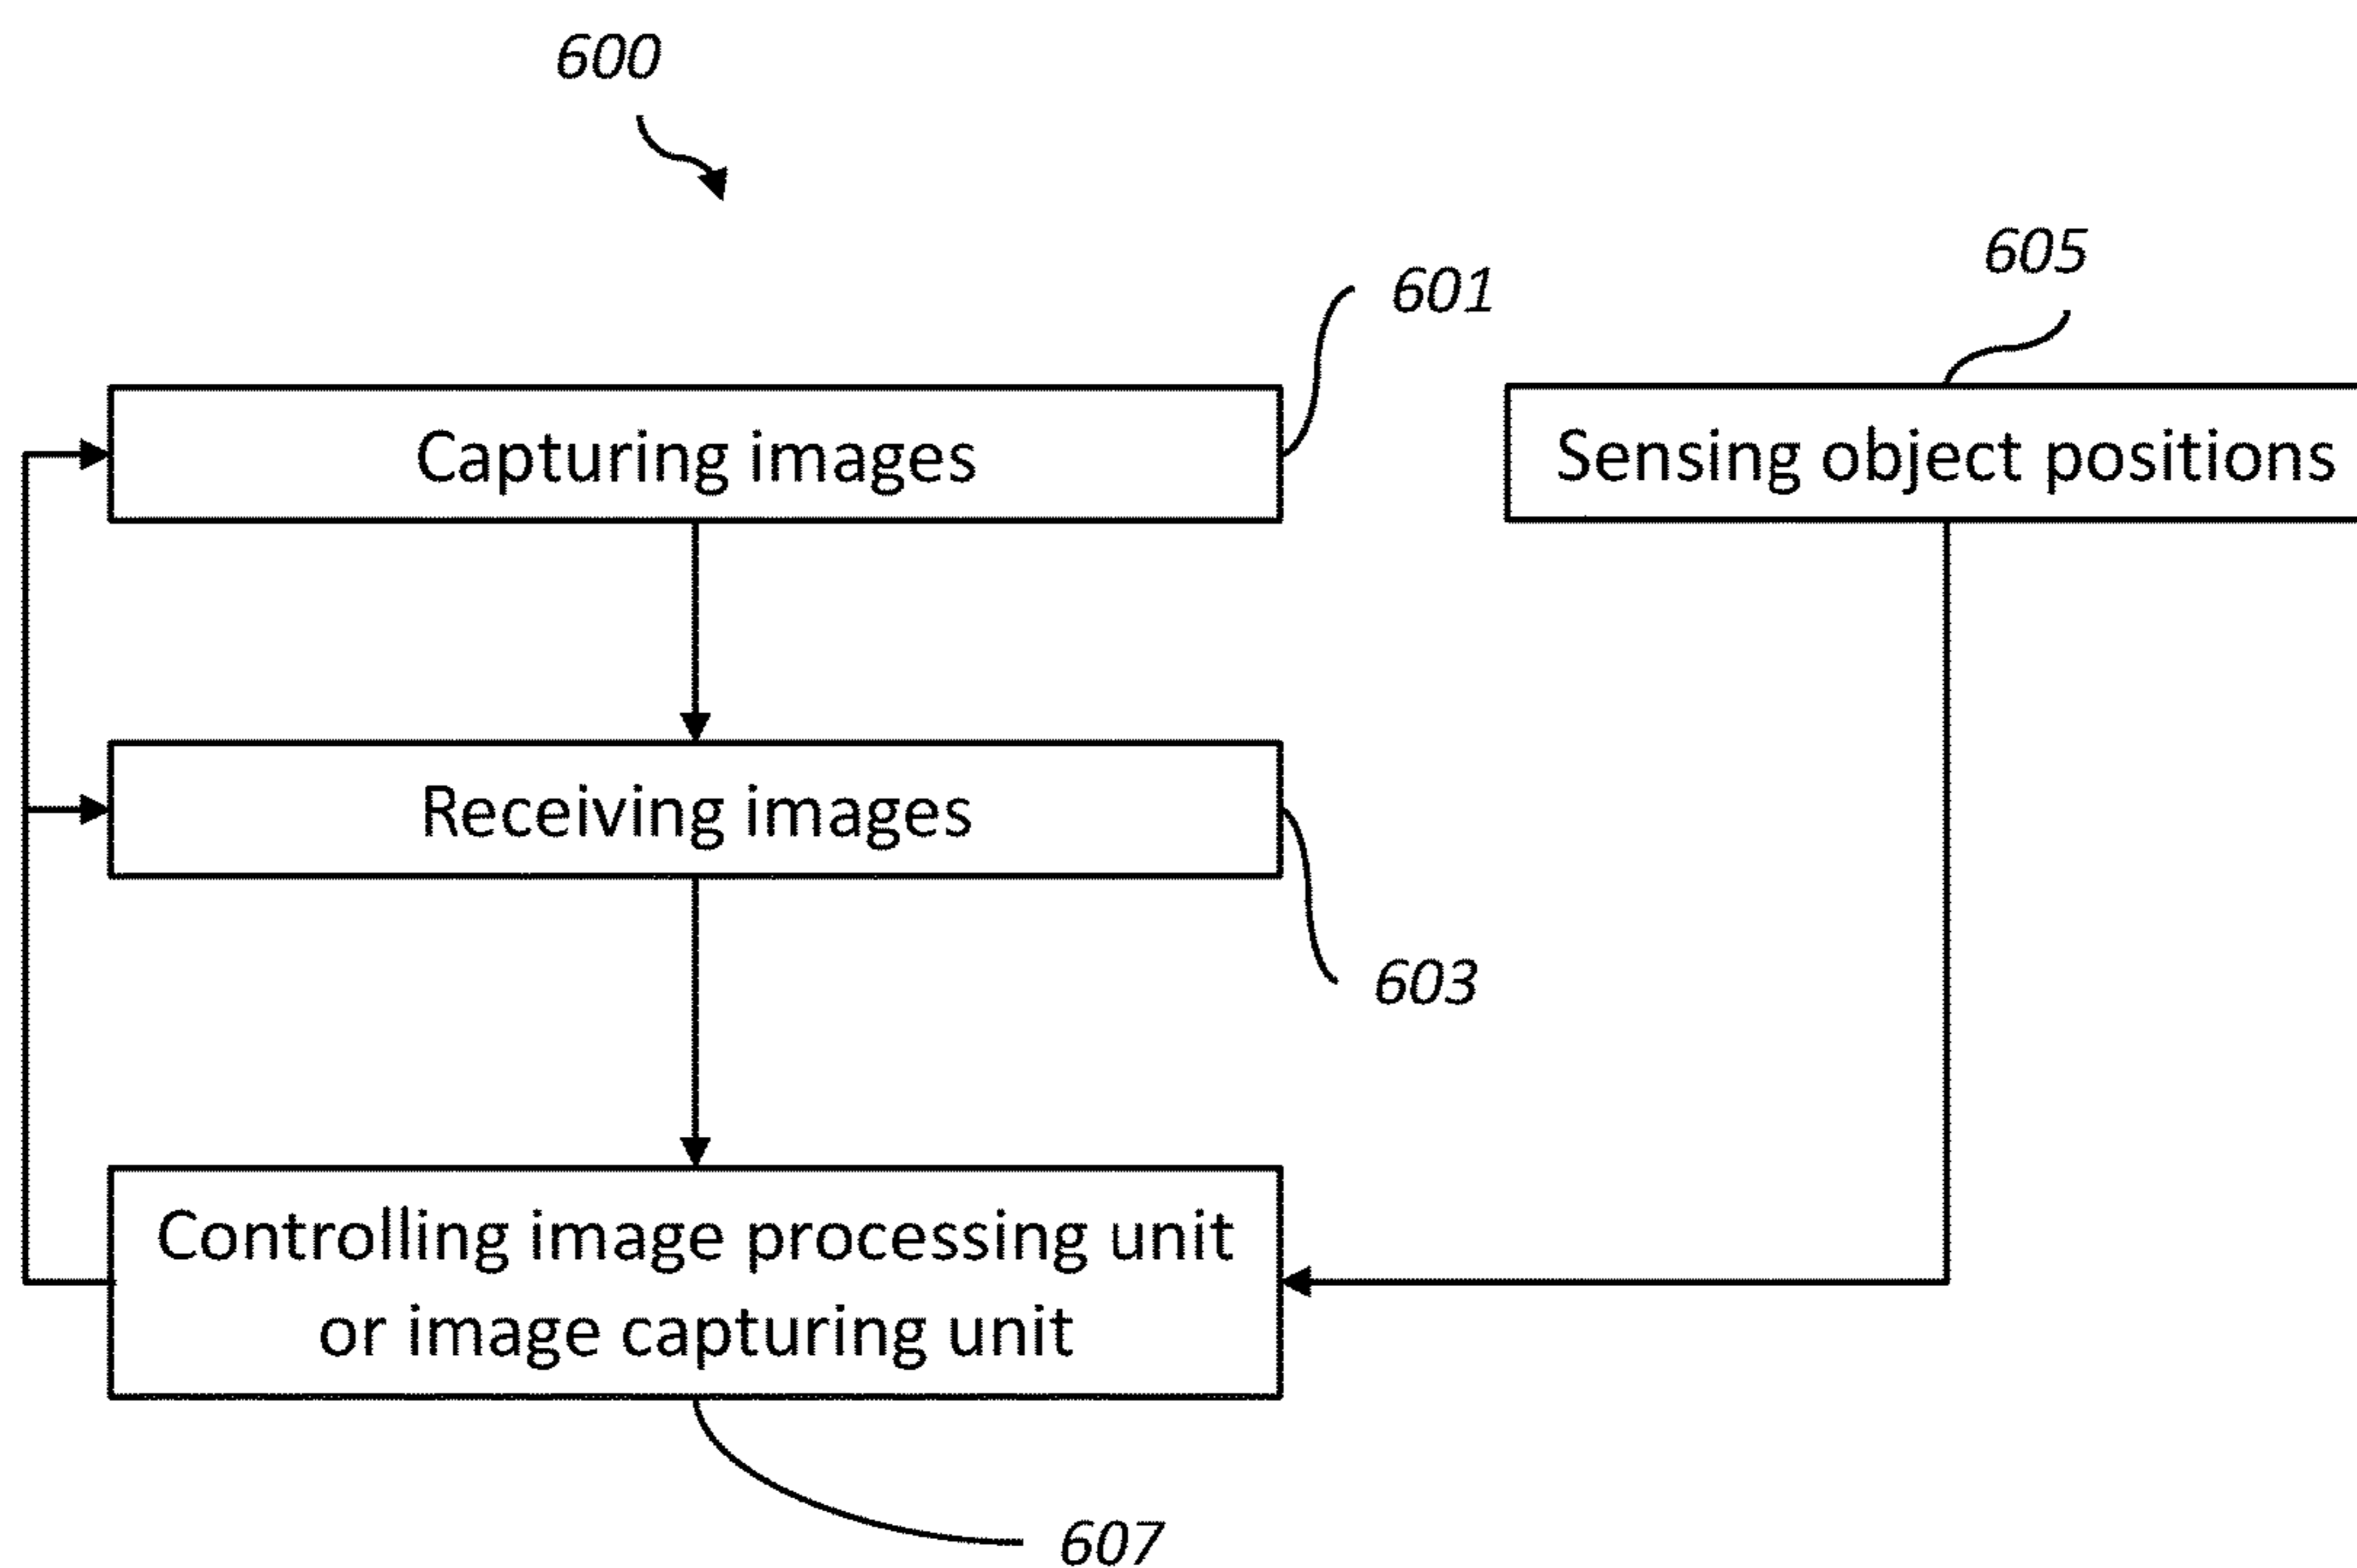 600
601
605
Capturing images
Sensing object positions
Receiving images
603
Controlling image processing unit
or image capturing unit
607